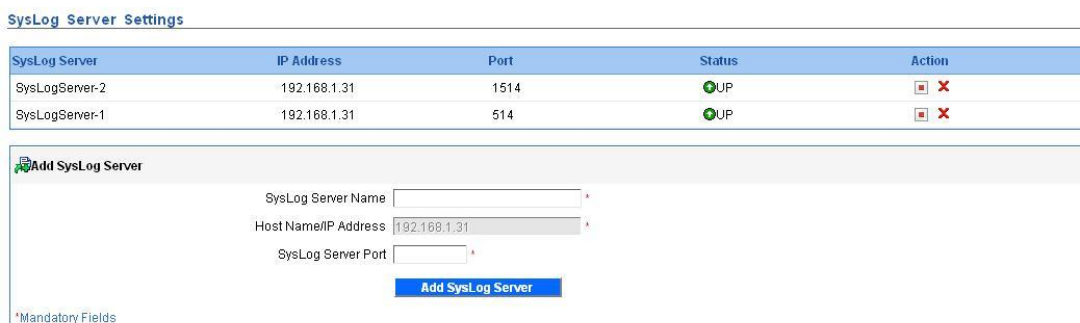 SysLog Server Settings
SysLog Server IP Address Port Status Action
SysLogServer-2 192.168.1.31 1514 UP
SysLogServer-1 192.168.1.31 514 UP
Add SysLog Server
SysLog Server Name *
Host Name/IP Address 192.168.1.31 *
SysLog Server Port *
Add SysLog Server
*Mandatory Fields